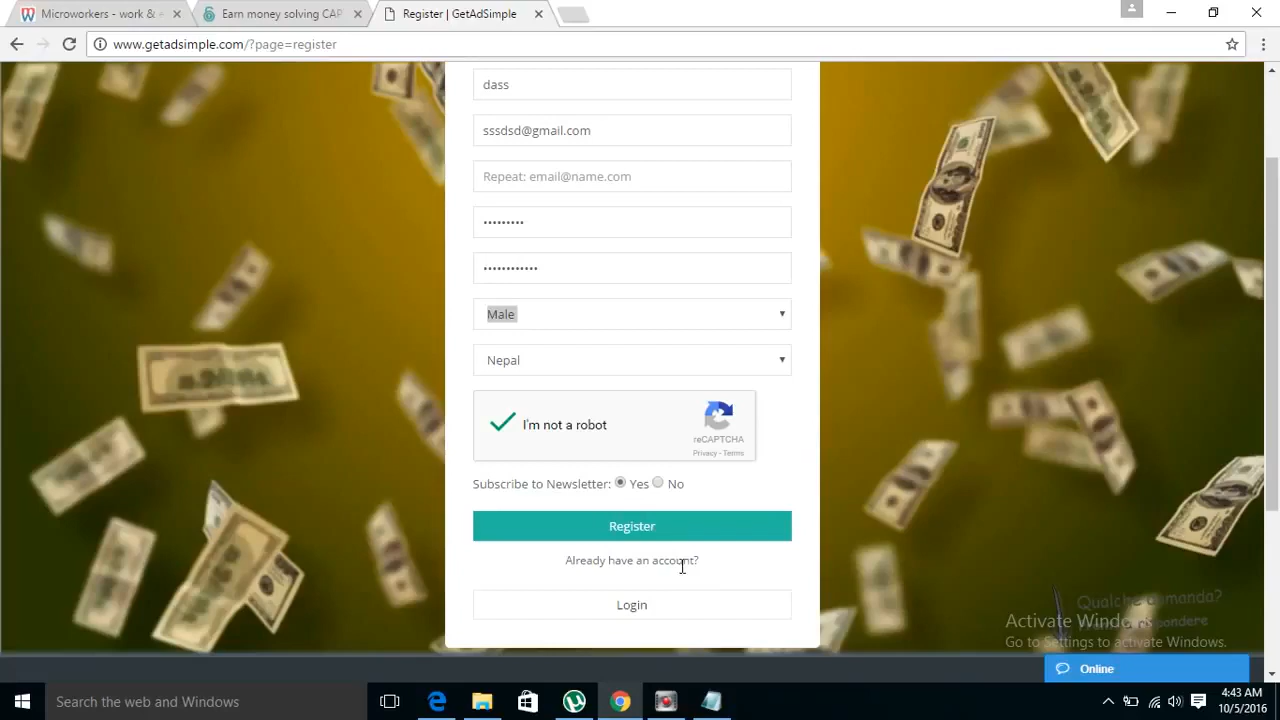 Microworkers - work & e
Earn money solving CAP
Register | GetAdSimple
www.getadsimple.com/?page=register
dass
sssdsd@gmail.com
Repeat: email@name.com
•••••••••
••••••••••••
Male
Nepal
I'm not a robot
reCAPTCHA
Privacy - Terms
Subscribe to Newsletter: Yes No
Register
Already have an account?
Login
Qualche domanda?
Activate Windows
Go to Settings to activate Windows.
Online
Search the web and Windows
4:43 AM
10/5/2016